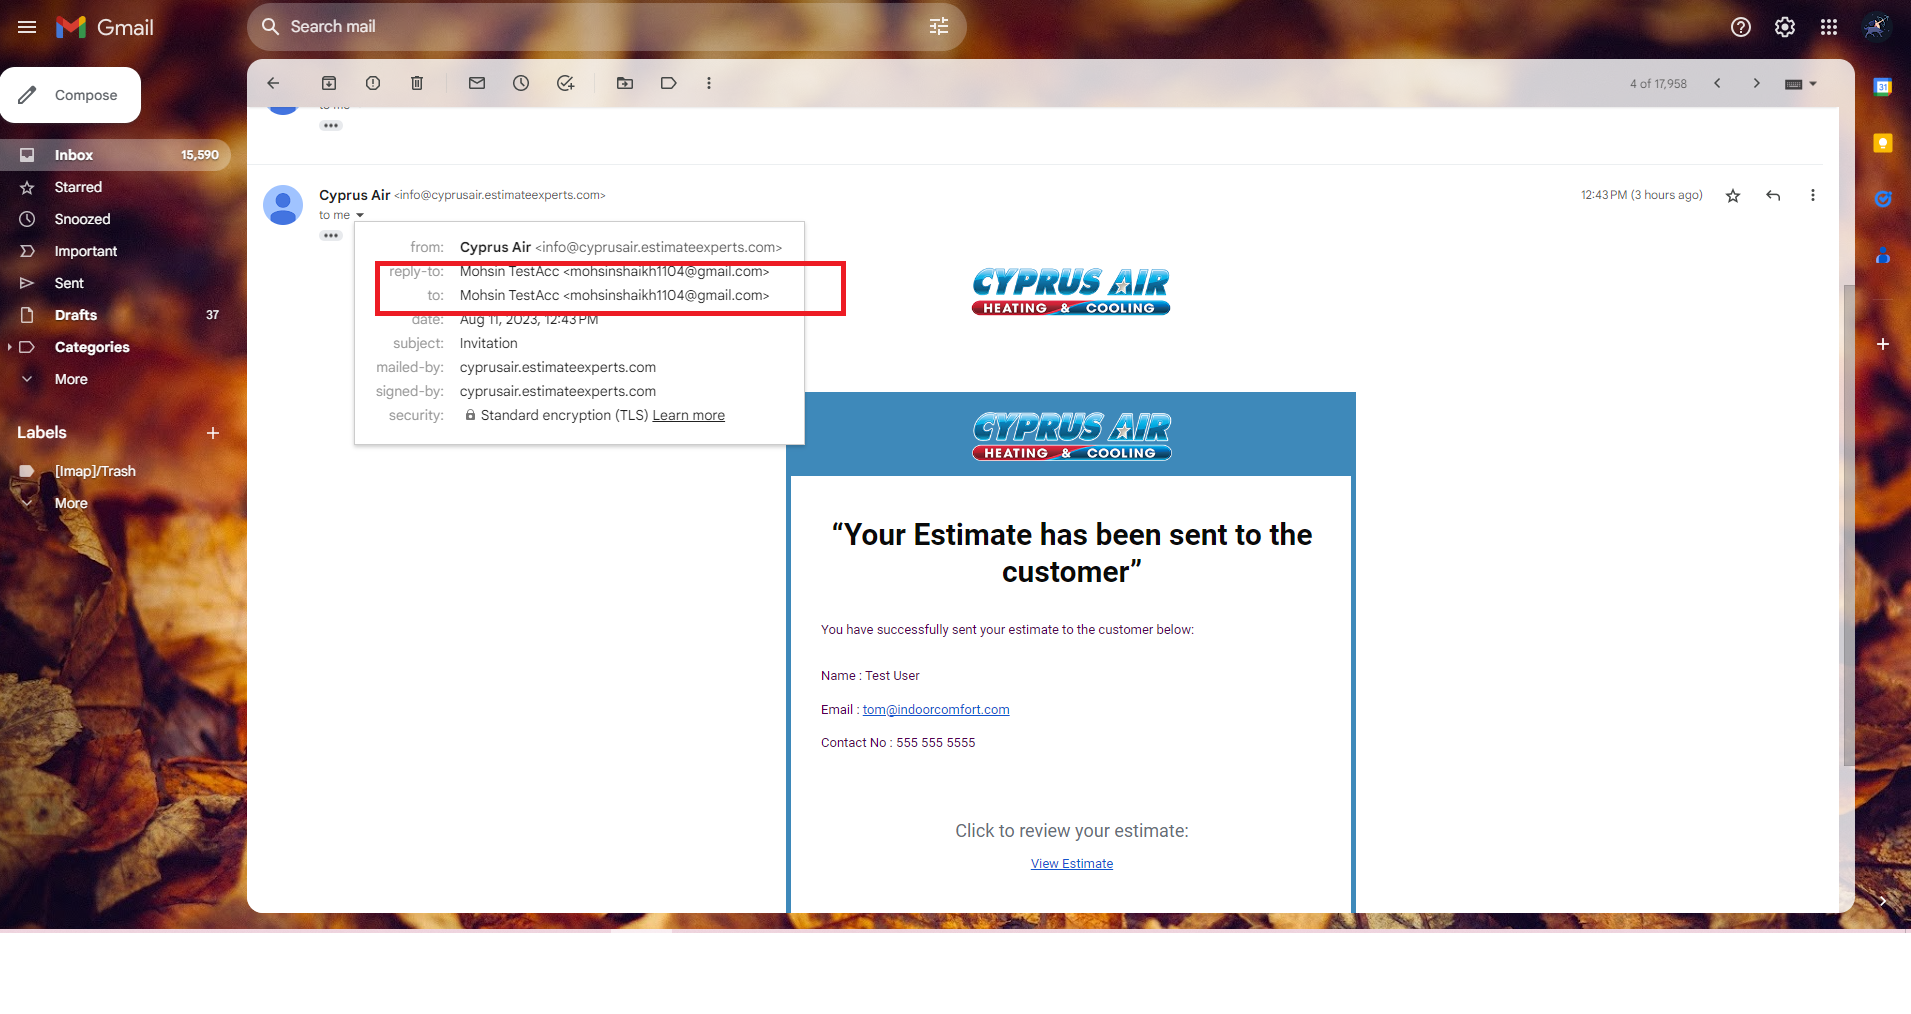 Gmail
Search mail
Compose
4 of 17,958
31
Inbox 15,590
Starred
Snoozed
Important
Sent
Drafts 37
Categories
More
Labels
[Imap]/Trash
More
to me
Cyprus Air <info@cyprusair.estimateexperts.com>
12:43 PM (3 hours ago)
to me
from: Cyprus Air <info@cyprusair.estimateexperts.com>
reply-to: Mohsin TestAcc <mohsinshaikh1104@gmail.com>
to: Mohsin TestAcc <mohsinshaikh1104@gmail.com>
date: Aug 11, 2023, 12:43 PM
subject: Invitation
mailed-by: cyprusair.estimateexperts.com
signed-by: cyprusair.estimateexperts.com
security: Standard encryption (TLS) Learn more
CYPRUS AIR
HEATING & COOLING
CYPRUS AIR
HEATING & COOLING
“Your Estimate has been sent to the
customer”
You have successfully sent your estimate to the customer below:
Name : Test User
Email : tom@indoorcomfort.com
Contact No : 555 555 5555
Click to review your estimate:
View Estimate